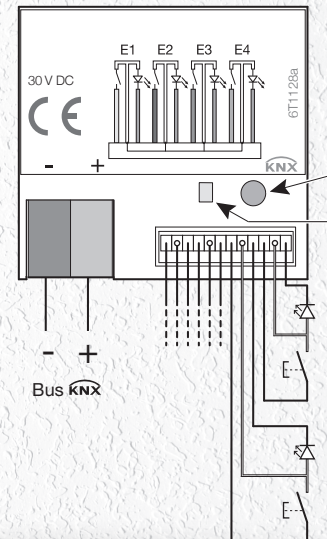 E1 E2 E3 E4
30 V DC
CE
6T1128a
KNX
- +
- +
Bus KNX